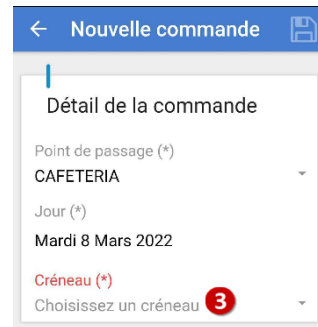 Nouvelle commande
Détail de la commande
Point de passage (*)
CAFETERIA
Jour (*)
Mardi 8 Mars 2022
Créneau (*)
Choisissez un créneau 3